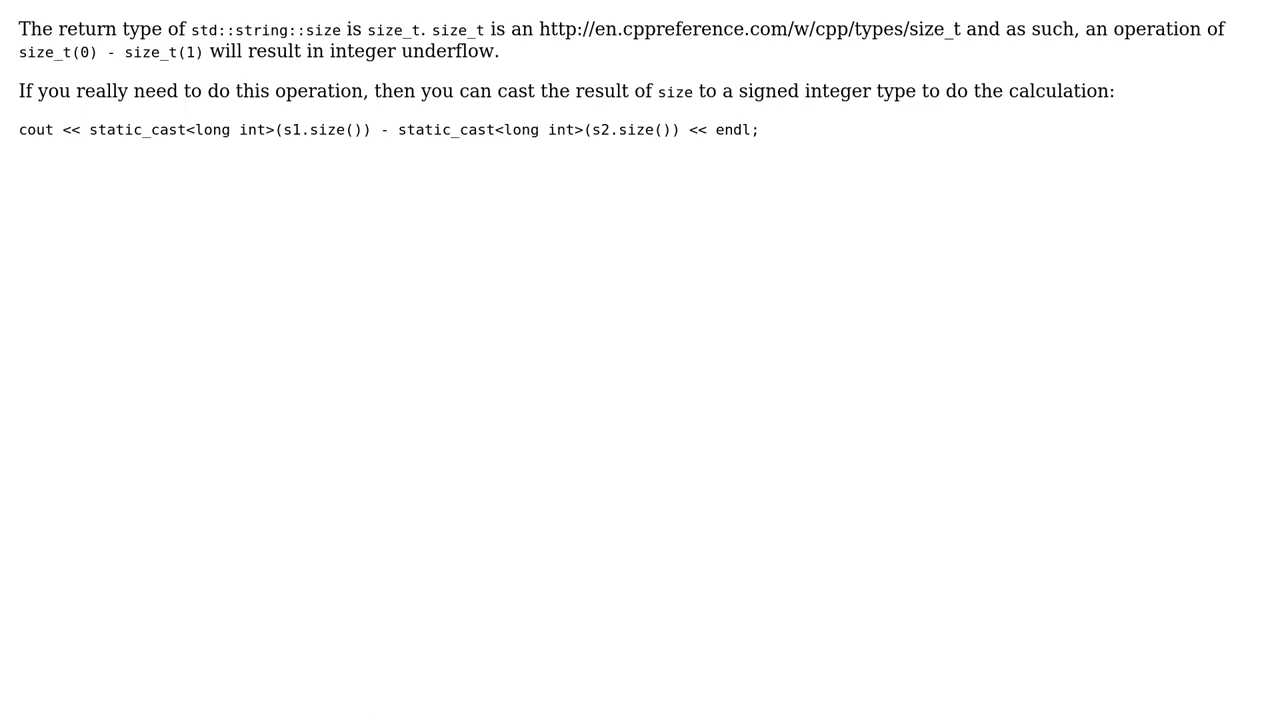 The return type of std::string::size is size_t. size_t is an http://en.cppreference.com/w/cpp/types/size_t and as such, an operation of
size_t(0) - size_t(1) will result in integer underflow.
If you really need to do this operation, then you can cast the result of size to a signed integer type to do the calculation:
cout << static_cast<long int>(s1.size()) - static_cast<long int>(s2.size()) << endl;